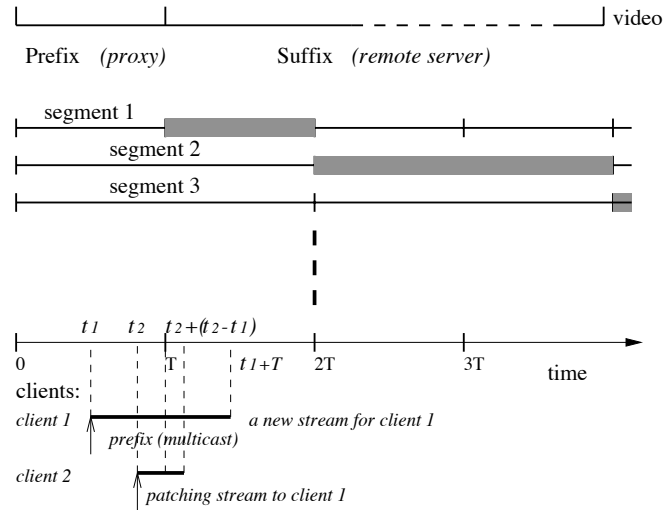 video
Prefix (proxy) Suffix (remote server)
segment 1
segment 2
segment 3
t1 t2 t2+(t2-t1)
0 T t1+T 2T 3T time
clients:
client 1 a new stream for client 1
prefix (multicast)
client 2
patching stream to client 1